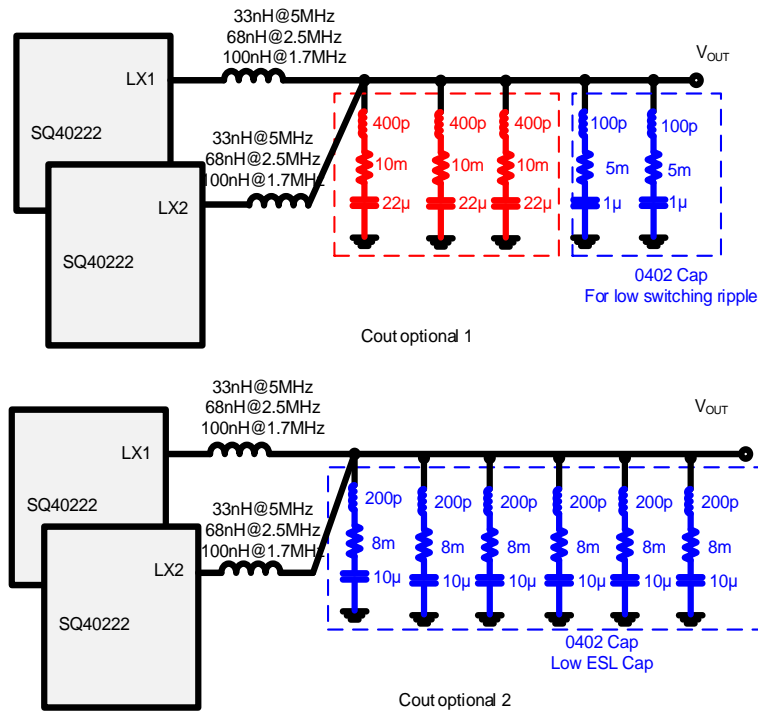 33nH@5MHz
68nH@2.5MHz
100nH@1.7MHz
LX1
VOUT
SQ40222
33nH@5MHz
68nH@2.5MHz
100nH@1.7MHz
LX2
SQ40222
400p 400p 400p 100p 100p
10m 10m 10m 5m 5m
22µ 22µ 22µ 1µ 1µ
0402 Cap
For low switching ripple
Cout optional 1
33nH@5MHz
68nH@2.5MHz
100nH@1.7MHz
LX1
VOUT
SQ40222
33nH@5MHz
68nH@2.5MHz
100nH@1.7MHz
LX2
SQ40222
200p 200p 200p 200p 200p 200p
8m 8m 8m 8m 8m 8m
10µ 10µ 10µ 10µ 10µ 10µ
0402 Cap
Low ESL Cap
Cout optional 2